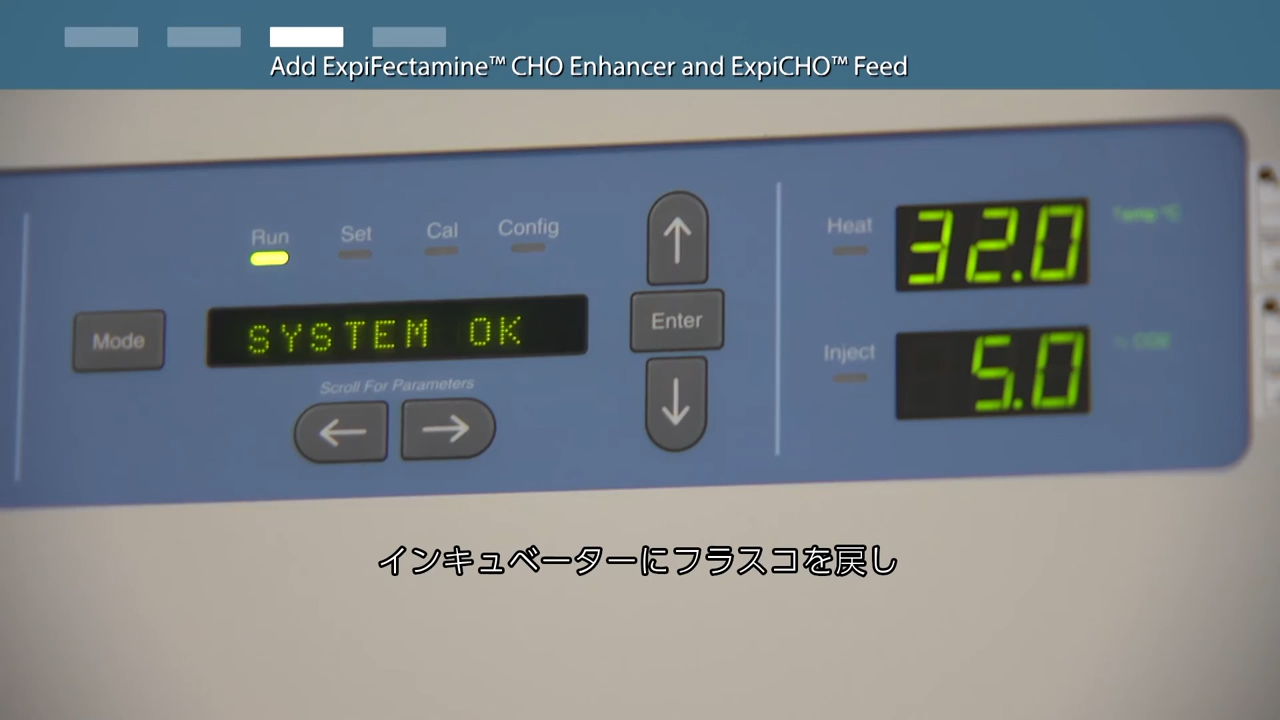 Add ExpiFectamine™ CHO Enhancer and ExpiCHO™ Feed
Run
Set
Cal
Config
Mode
SYSTEM OK
Scroll For Parameters
Enter
Heat
32.0
Temp °C
Inject
5.0
% CO2
インキュベーターにフラスコを戻し